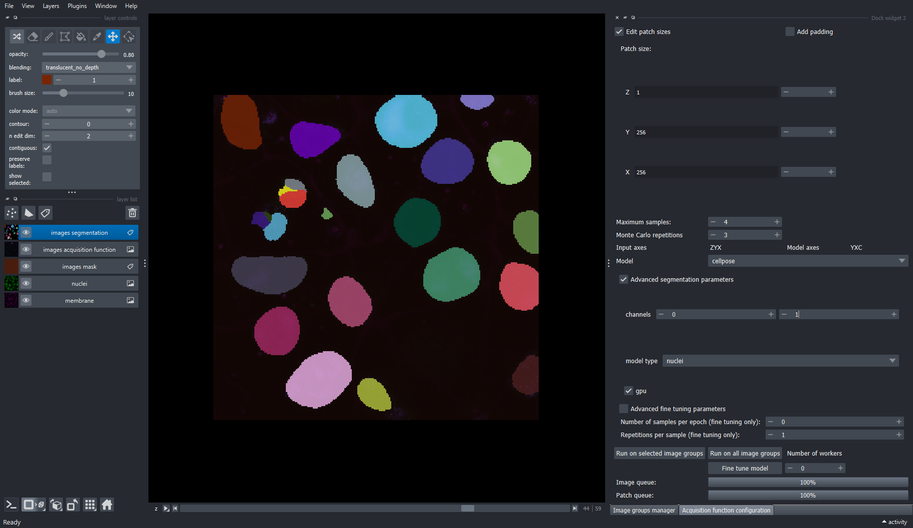 File View Layers Plugins Window Help
layer controls
opacity: 0.80
blending: translucent_no_depth
label: 1
brush size: 10
color mode: auto
contour: 0
n edit dim: 2
contiguous:
preserve
labels:
show
selected:
layer list
images segmentation
images acquisition function
images mask
nuclei
membrane
z 44 59
Ready
Dock widget 2
Edit patch sizes Add padding
Patch size:
Z 1
Y 256
X 256
Maximum samples: 4
Monte Carlo repetitions 3
Input axes ZYX Model axes YXC
Model cellpose
Advanced segmentation parameters
channels 0 1
model type nuclei
gpu
Advanced fine tuning parameters
Number of samples per epoch (fine tuning only): 0
Repetitions per sample (fine tuning only): 1
Run on selected image groups Run on all image groups Number of workers
Fine tune model 0
Image queue: 100%
Patch queue: 100%
Image groups manager Acquisition function configuration
activity